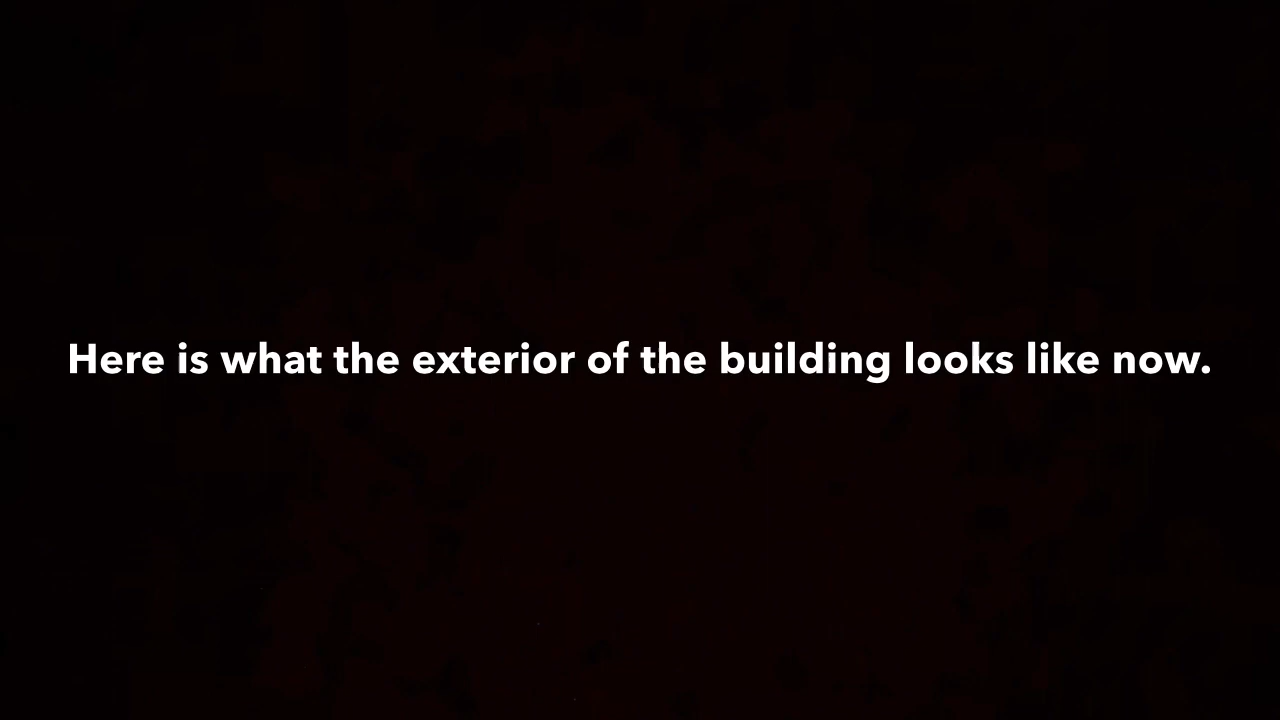 Here is what the exterior of the building looks like now.